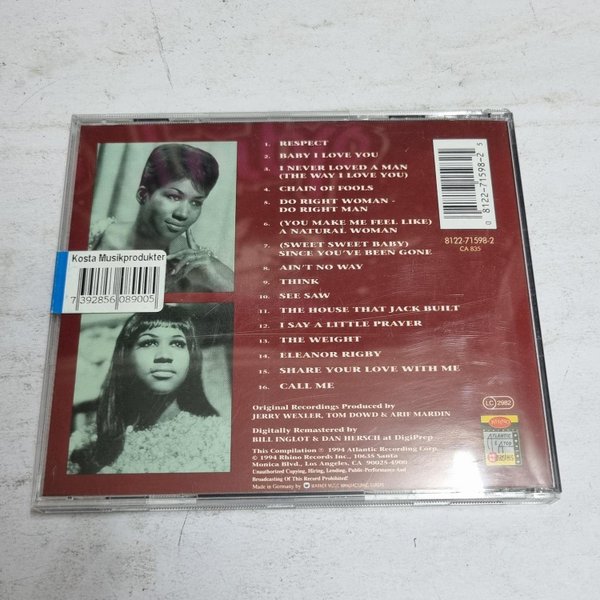 1. RESPECT
2. BABY I LOVE YOU
3. I NEVER LOVED A MAN
(THE WAY I LOVE YOU)
4. CHAIN OF FOOLS
5. DO RIGHT WOMAN -
DO RIGHT MAN
6. (YOU MAKE ME FEEL LIKE)
A NATURAL WOMAN
7. (SWEET SWEET BABY)
SINCE YOU'VE BEEN GONE
8. AIN'T NO WAY
9. THINK
10. SEE SAW
11. THE HOUSE THAT JACK BUILT
12. I SAY A LITTLE PRAYER
13. THE WEIGHT
14. ELEANOR RIGBY
15. SHARE YOUR LOVE WITH ME
16. CALL ME
Original Recordings Produced by
JERRY WEXLER, TOM DOWD & ARIF MARDIN
Digitally Remastered by
BILL INGLOT & DAN HERSCH at DigiPrep
This Compilation ℗ 1994 Atlantic Recording Corp.
© 1994 Rhino Records Inc., 10635 Santa
Monica Blvd., Los Angeles, CA 90025-4900
Unauthorized Copying, Hiring, Lending, Public-Performance And
Broadcasting Of This Record Prohibited!
Made in Germany by WARNER MUSIC MANUFACTURING EUROPE
0 8122-71598-2 5
8122-71598-2
CA 835
LC 2982
RHINO
ATLANTIC
&
ATCO
Kosta Musikprodukter
7 392856 089005